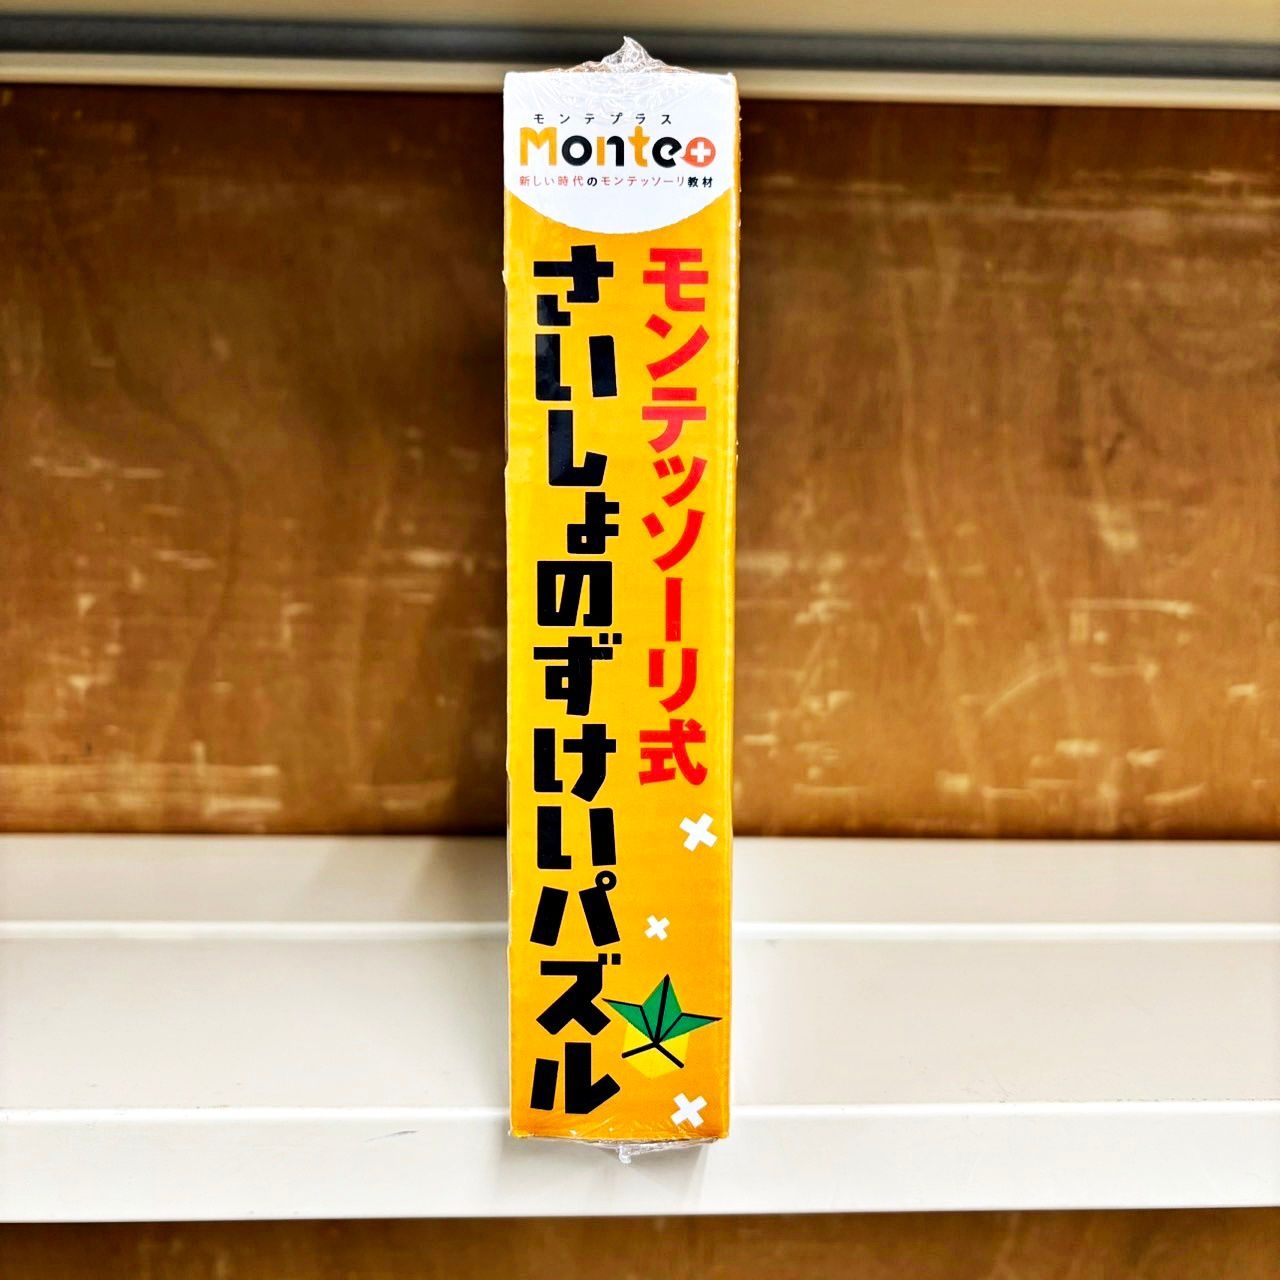 モンテプラス
Monte+
新しい時代のモンテッソーリ教材
モンテッソーリ式
さいしょのずけいパズル